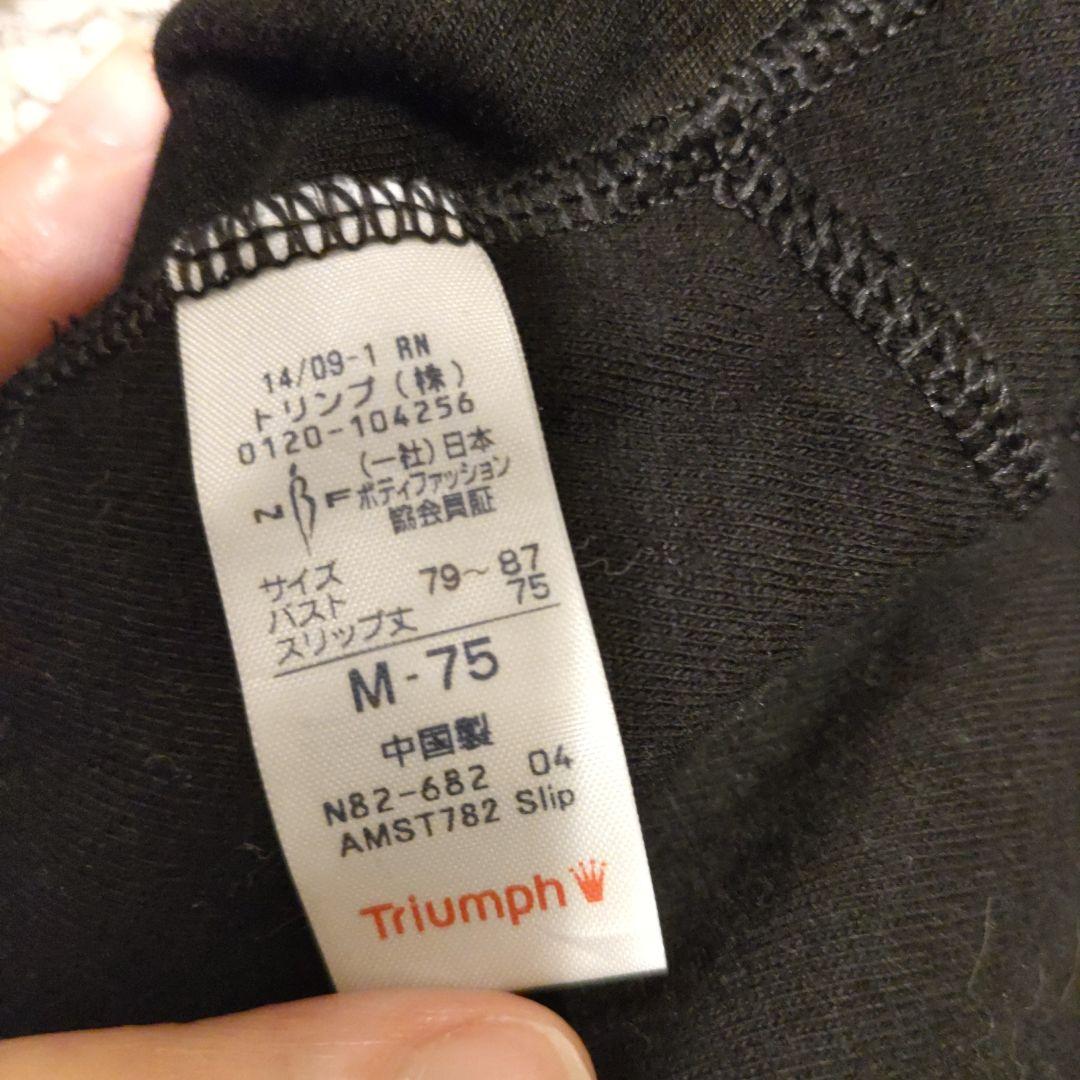 14/09-1 RN
トリンプ(株)
0120-104256
NBF
(一社)日本
ボディファッション
協会員証
サイズ
バスト 79~87
スリップ丈 75
M-75
中国製
N82-682 04
AMST782 Slip
Triumph